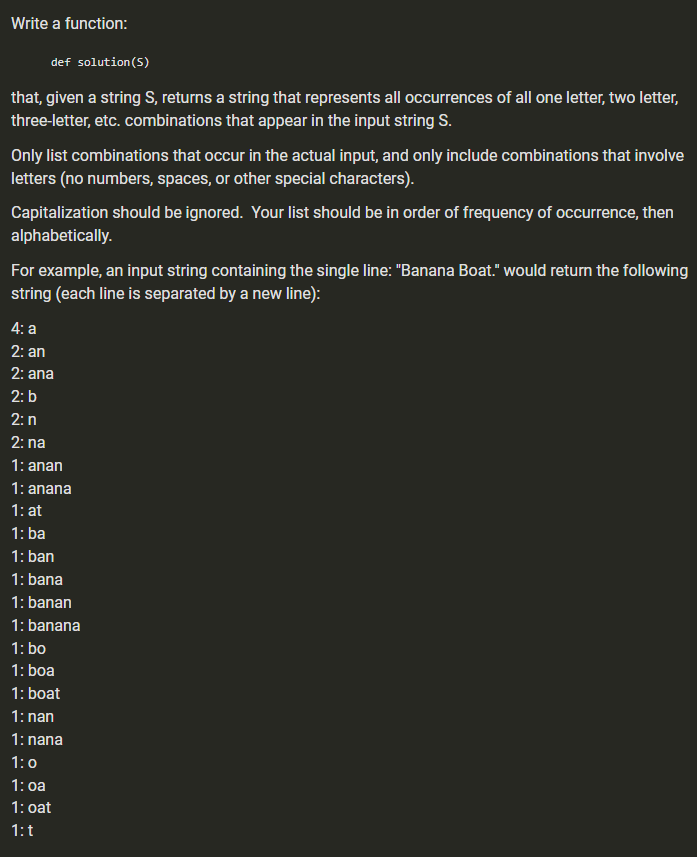 Write a function:
def solution(S)
that, given a string S, returns a string that represents all occurrences of all one letter, two letter,
three-letter, etc. combinations that appear in the input string S.
Only list combinations that occur in the actual input, and only include combinations that involve
letters (no numbers, spaces, or other special characters).
Capitalization should be ignored.  Your list should be in order of frequency of occurrence, then
alphabetically.
For example, an input string containing the single line: "Banana Boat." would return the following
string (each line is separated by a new line):
4: a
2: an
2: ana
2: b
2: n
2: na
1: anan
1: anana
1: at
1: ba
1: ban
1: bana
1: banan
1: banana
1: bo
1: boa
1: boat
1: nan
1: nana
1: o
1: oa
1: oat
1: t